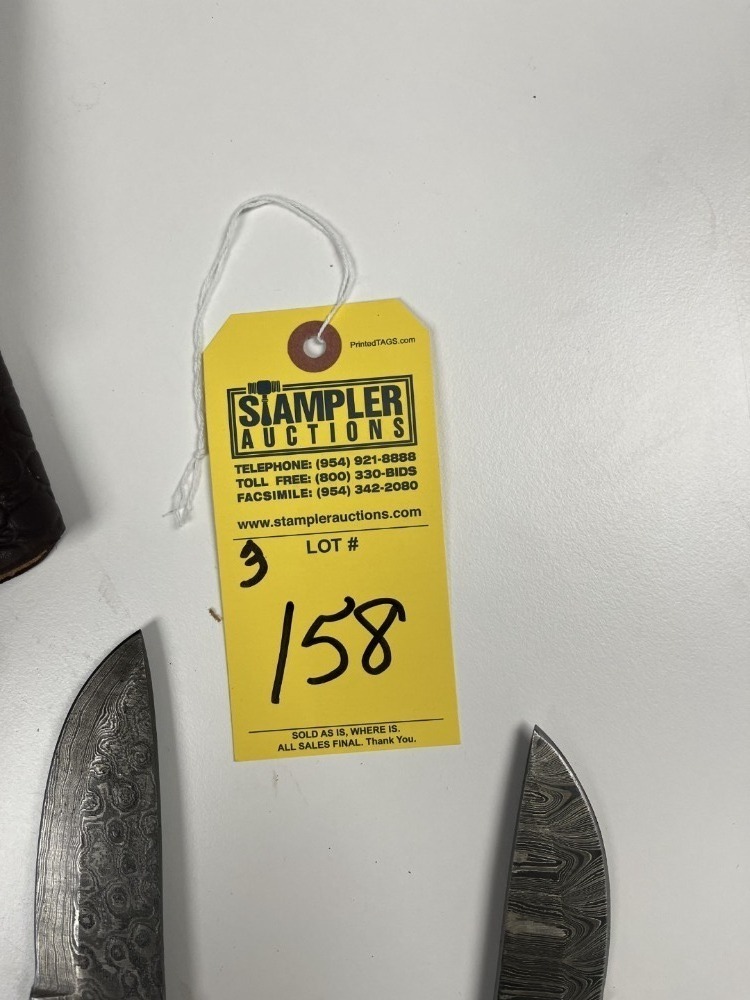 PrintedTAGS.com
STAMPLER
AUCTIONS
TELEPHONE: (954) 921-8888
TOLL FREE: (800) 330-BIDS
FACSIMILE: (954) 342-2080
www.stamplerauctions.com
LOT #
3
158
SOLD AS IS, WHERE IS.
ALL SALES FINAL. Thank You.